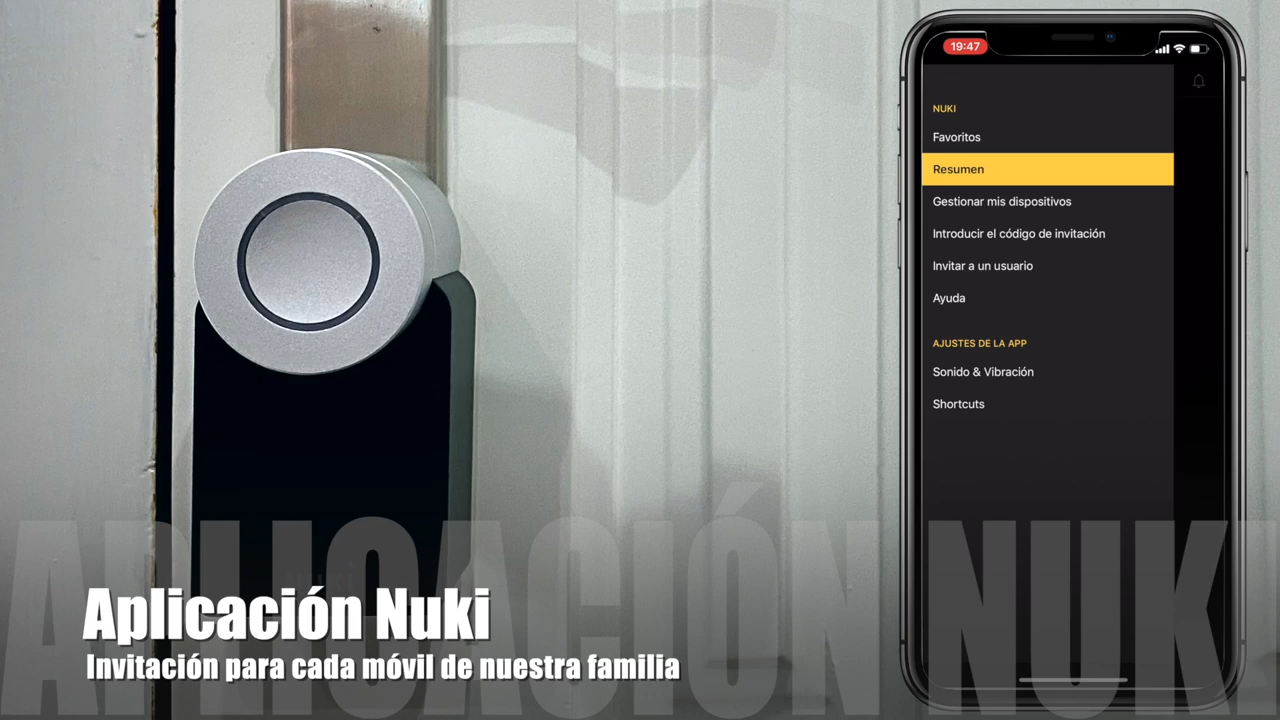 19:47
NUKI
Favoritos
Resumen
Gestionar mis dispositivos
Introducir el código de invitación
Invitar a un usuario
Ayuda
AJUSTES DE LA APP
Sonido & Vibración
Shortcuts
APLICACIÓN NUKI
Aplicación Nuki
Invitación para cada móvil de nuestra familia